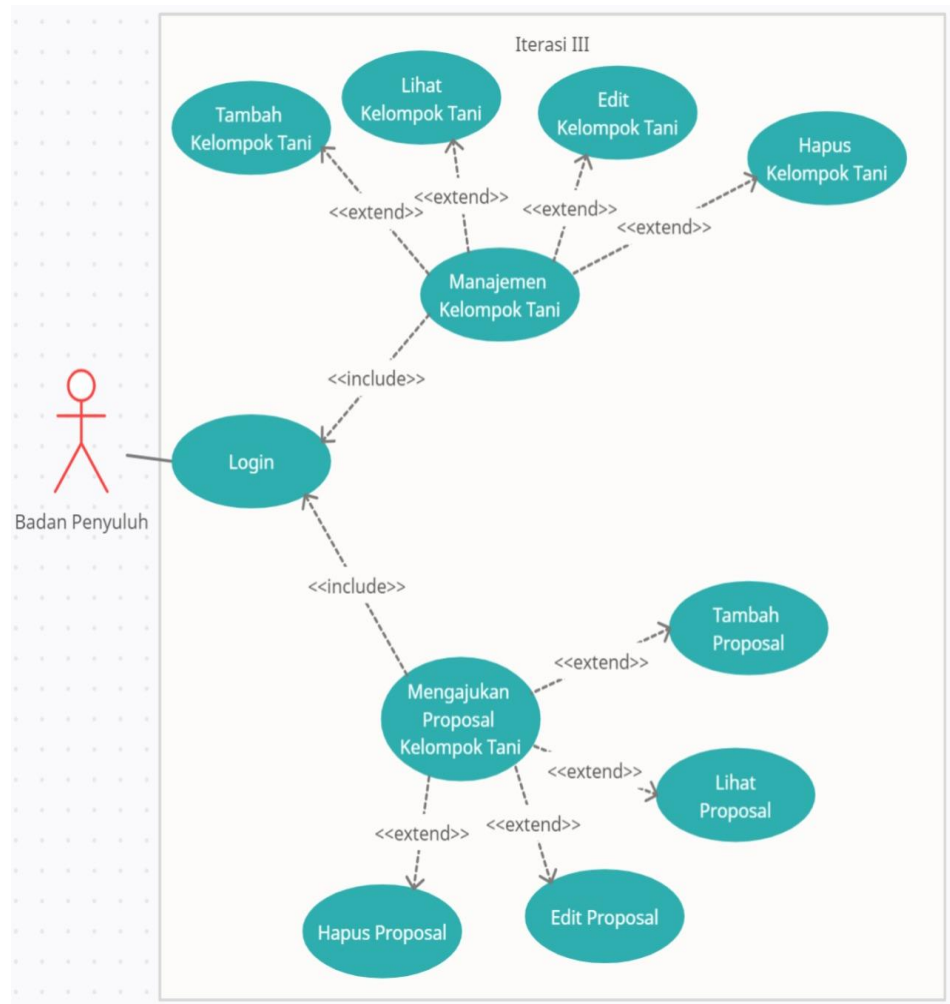 Iterasi III
Lihat
Kelompok Tani
Edit
Kelompok Tani
Tambah
Kelompok Tani
Hapus
Kelompok Tani
<<extend>>
<<extend>>
<<extend>>
<<extend>>
Manajemen
Kelompok Tani
<<include>>
Login
Badan Penyuluh
<<include>>
Tambah
Proposal
<<extend>>
Mengajukan
Proposal
Kelompok Tani
<<extend>>
Lihat
Proposal
<<extend>>
<<extend>>
Hapus Proposal
Edit Proposal